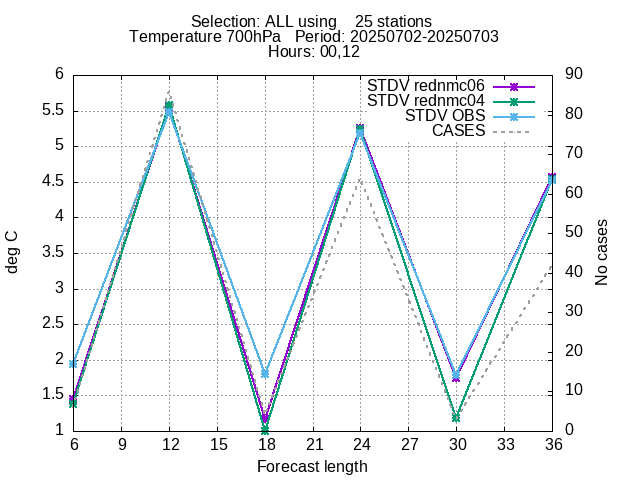 Selection: ALL using    25 stations
Temperature 700hPa   Period: 20250702-20250703
Hours: 00,12
STDV rednmc06
STDV rednmc04
STDV OBS
CASES
deg C
6
5.5
5
4.5
4
3.5
3
2.5
2
1.5
1
90
80
70
60
50
40
30
20
10
0
No cases
6 9 12 15 18 21 24 27 30 33 36
Forecast length